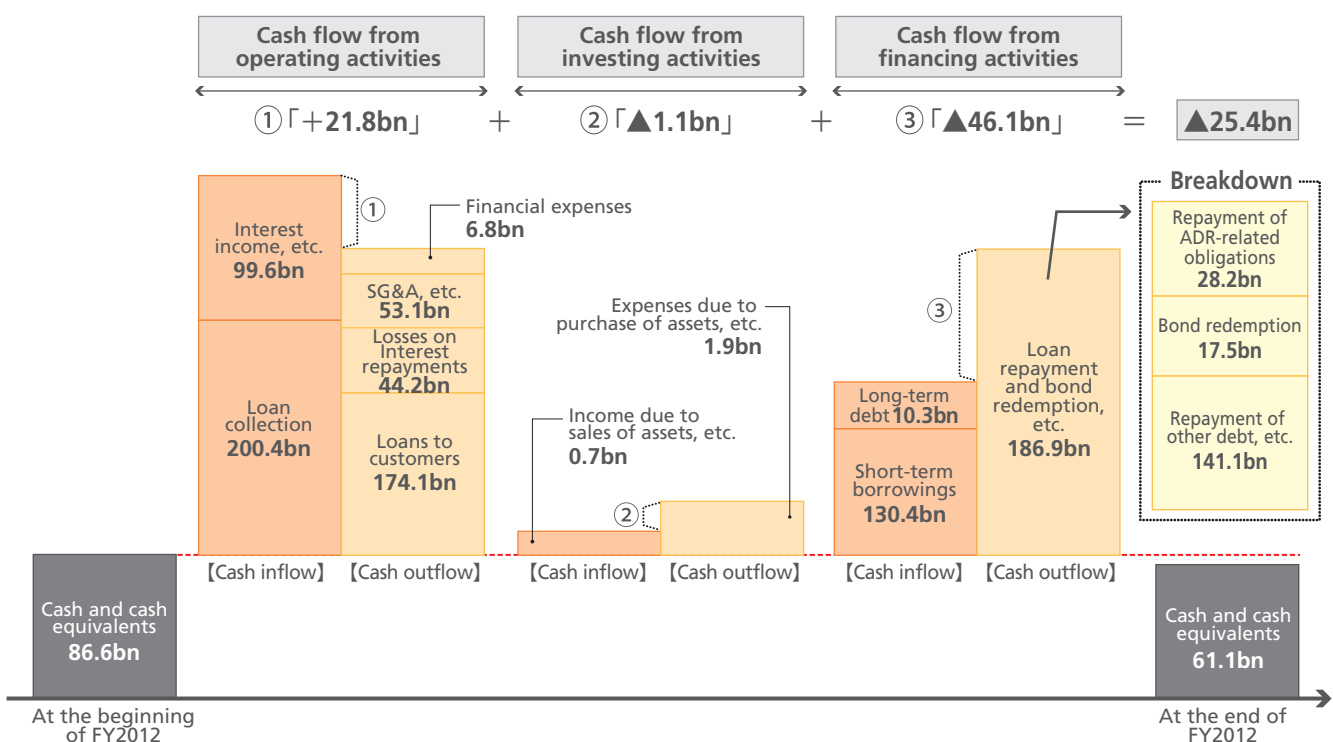 Cash flow from
operating activities
Cash flow from
investing activities
Cash flow from
financing activities
①「+21.8bn」 + ②「▲1.1bn」 + ③「▲46.1bn」 = ▲25.4bn
①
Interest
income, etc.
99.6bn
Loan
collection
200.4bn
Financial expenses
6.8bn
SG&A, etc.
53.1bn
Losses on
Interest
repayments
44.2bn
Loans to
customers
174.1bn
【Cash inflow】
【Cash outflow】
Income due to
sales of assets, etc.
0.7bn
②
Expenses due to
purchase of assets, etc.
1.9bn
【Cash inflow】
【Cash outflow】
③
Long-term
debt 10.3bn
Short-term
borrowings
130.4bn
Loan
repayment
and bond
redemption,
etc.
186.9bn
【Cash inflow】
【Cash outflow】
Breakdown
Repayment of
ADR-related
obligations
28.2bn
Bond redemption
17.5bn
Repayment of
other debt, etc.
141.1bn
Cash and cash
equivalents
86.6bn
At the beginning
of FY2012
Cash and cash
equivalents
61.1bn
At the end of
FY2012